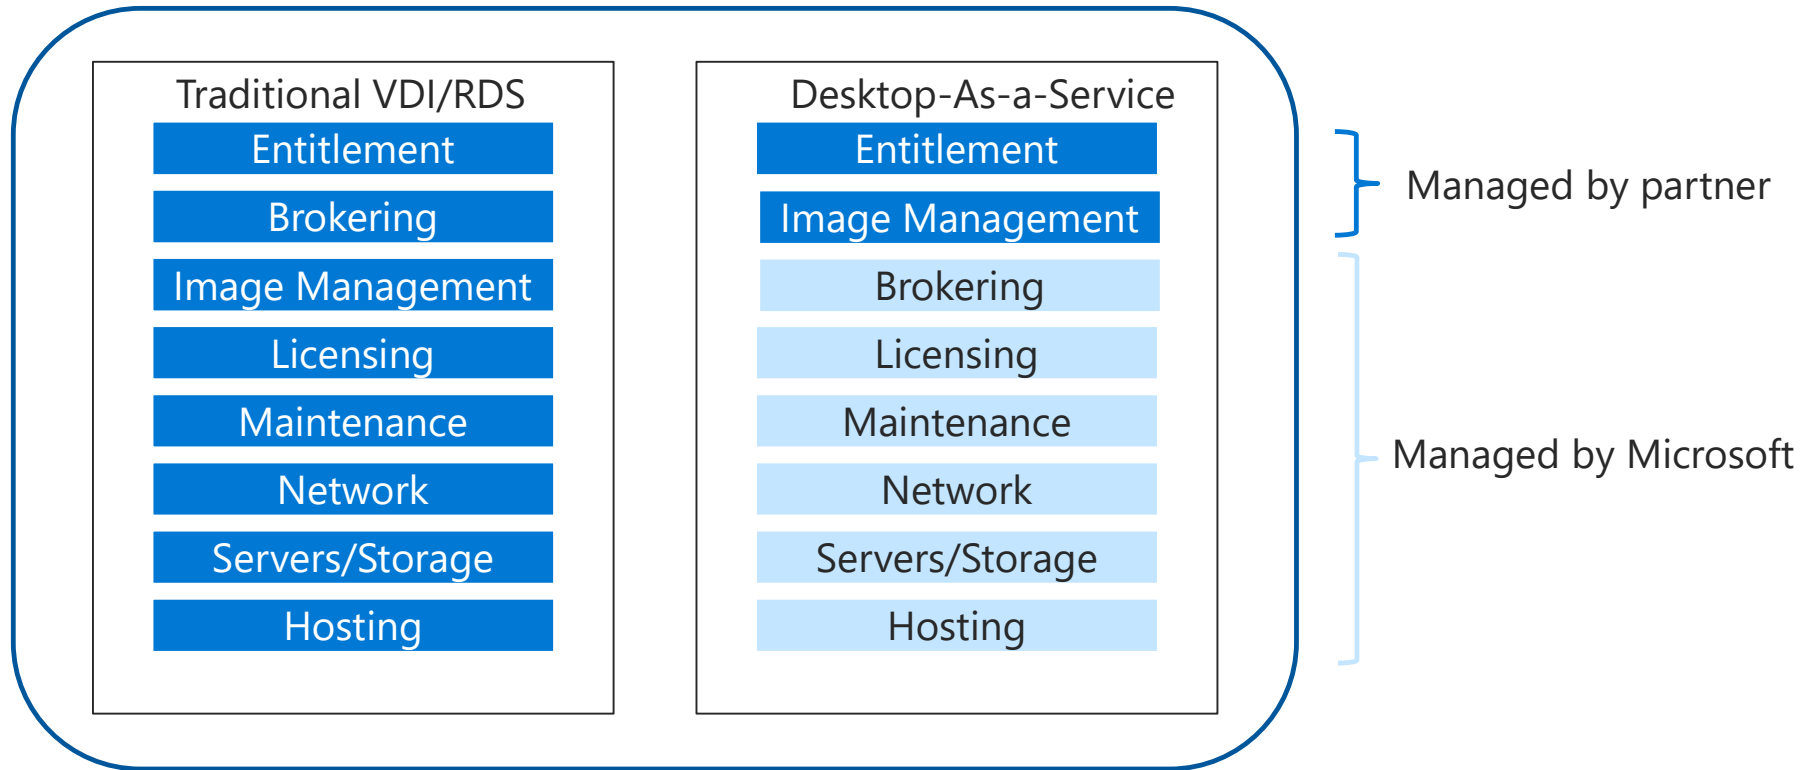 Traditional VDI/RDS
Entitlement
Brokering
Image Management
Licensing
Maintenance
Network
Servers/Storage
Hosting
Desktop-As-a-Service
Entitlement
Image Management
Brokering
Licensing
Maintenance
Network
Servers/Storage
Hosting
Managed by partner
Managed by Microsoft